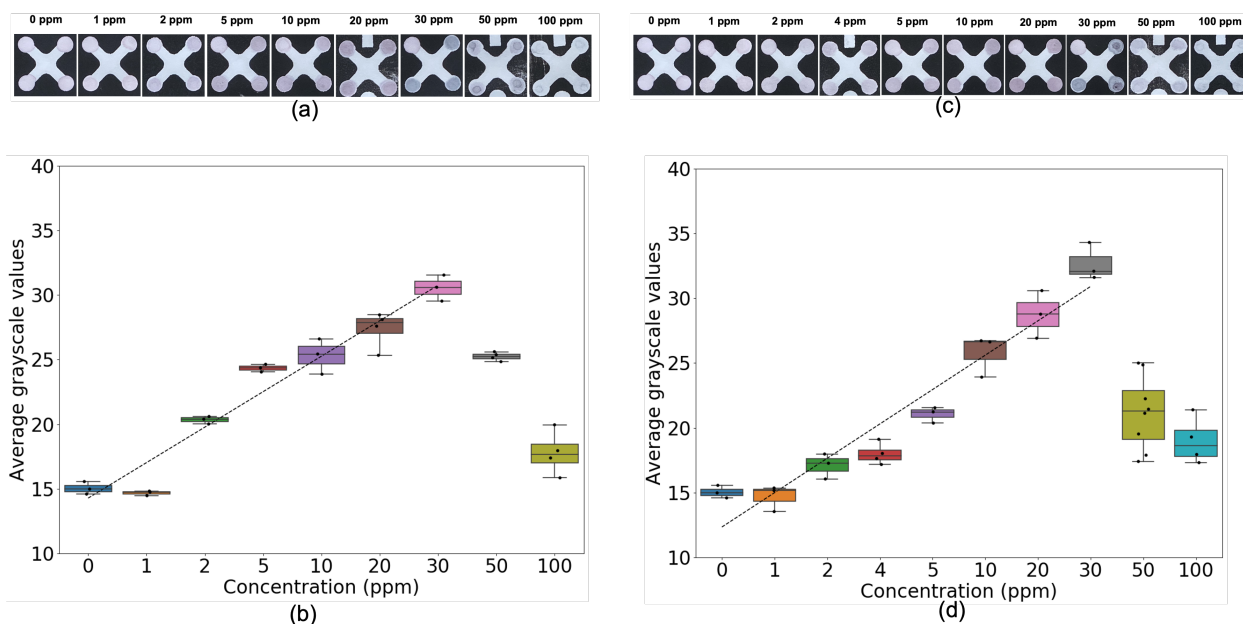 0 ppm 1 ppm 2 ppm 5 ppm 10 ppm 20 ppm 30 ppm 50 ppm 100 ppm
(a)
0 ppm 1 ppm 2 ppm 4 ppm 5 ppm 10 ppm 20 ppm 30 ppm 50 ppm 100 ppm
(c)
40
35
30
25
20
15
10
Average grayscale values
0 1 2 5 10 20 30 50 100
Concentration (ppm)
(b)
40
35
30
25
20
15
10
Average grayscale values
0 1 2 4 5 10 20 30 50 100
Concentration (ppm)
(d)